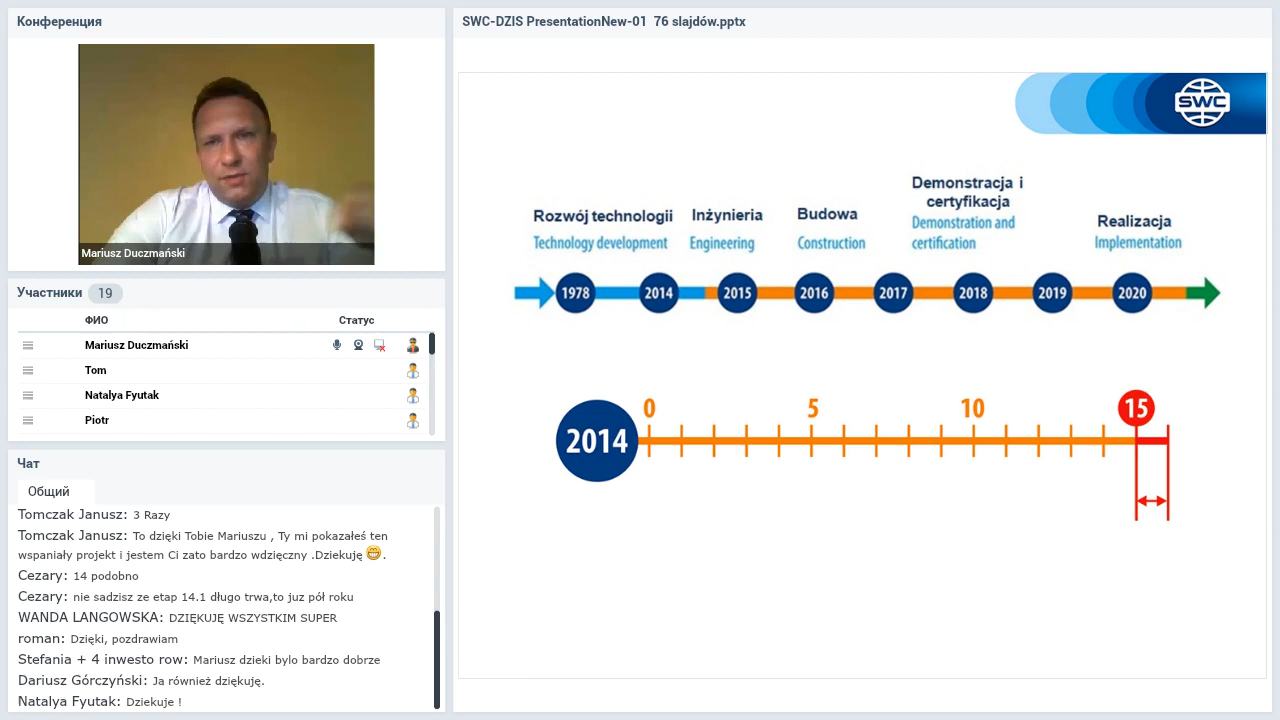 Конференция
Mariusz Duczmański
Участники 19
ФИО Статус
Mariusz Duczmański
Tom
Natalya Fyutak
Piotr
Чат
Общий
Tomczak Janusz: 3 Razy
Tomczak Janusz: To dzięki Tobie Mariuszu , Ty mi pokazałeś ten
wspaniały projekt i jestem Ci zato bardzo wdzięczny .Dziekuję .
Cezary: 14 podobno
Cezary: nie sadzisz ze etap 14.1 długo trwa,to juz pół roku
WANDA LANGOWSKA: DZIĘKUJĘ WSZYSTKIM SUPER
roman: Dzięki, pozdrawiam
Stefania + 4 inwesto row: Mariusz dzieki bylo bardzo dobrze
Dariusz Górczyński: Ja również dziękuję.
Natalya Fyutak: Dziekuje !
SWC-DZIS PresentationNew-01 76 slajdów.pptx
SWC
Rozwój technologii
Technology development
Inżynieria
Engineering
Budowa
Construction
Demonstracja i
certyfikacja
Demonstration and
certification
Realizacja
Implementation
1978 2014 2015 2016 2017 2018 2019 2020
0 5 10 15
2014